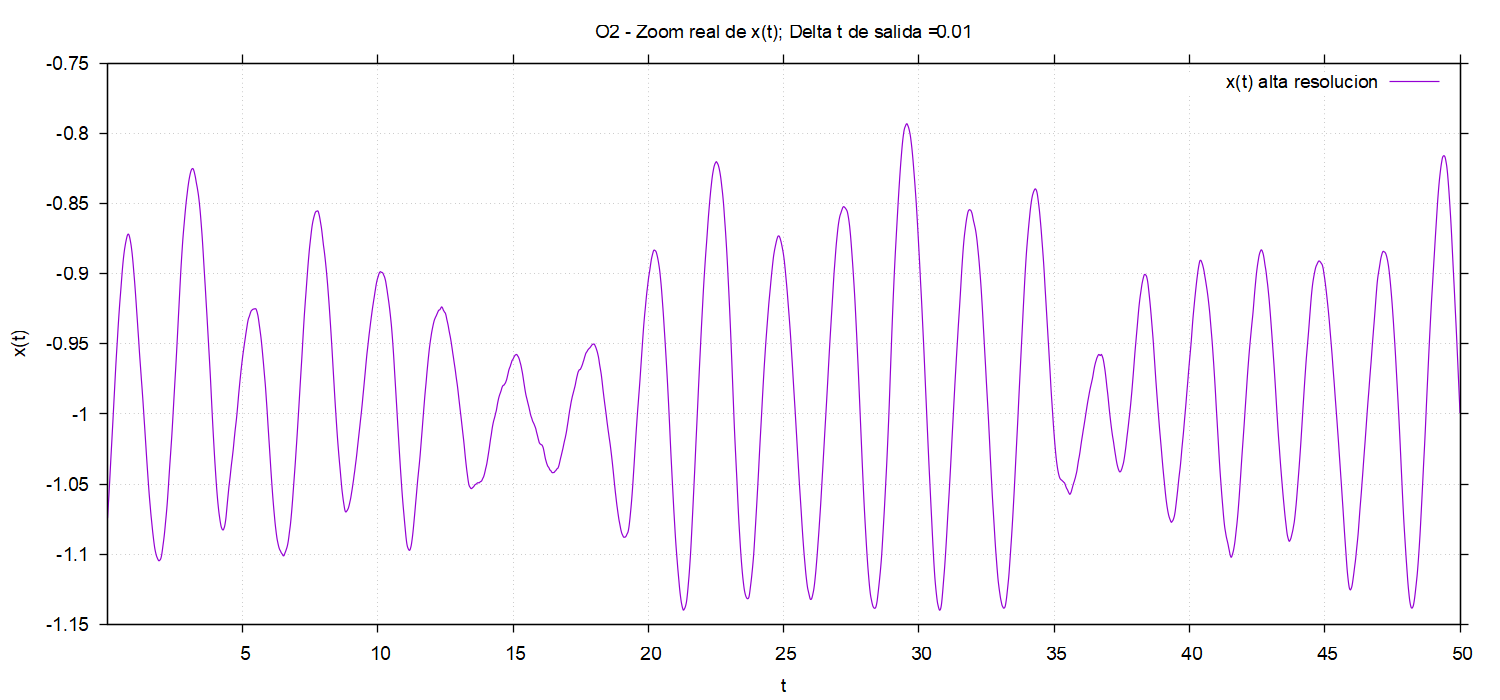 O2 - Zoom real de x(t); Delta t de salida =0.01
x(t) alta resolucion
-0.75
-0.8
-0.85
-0.9
-0.95
-1
-1.05
-1.1
-1.15
x(t)
5 10 15 20 25 30 35 40 45 50
t